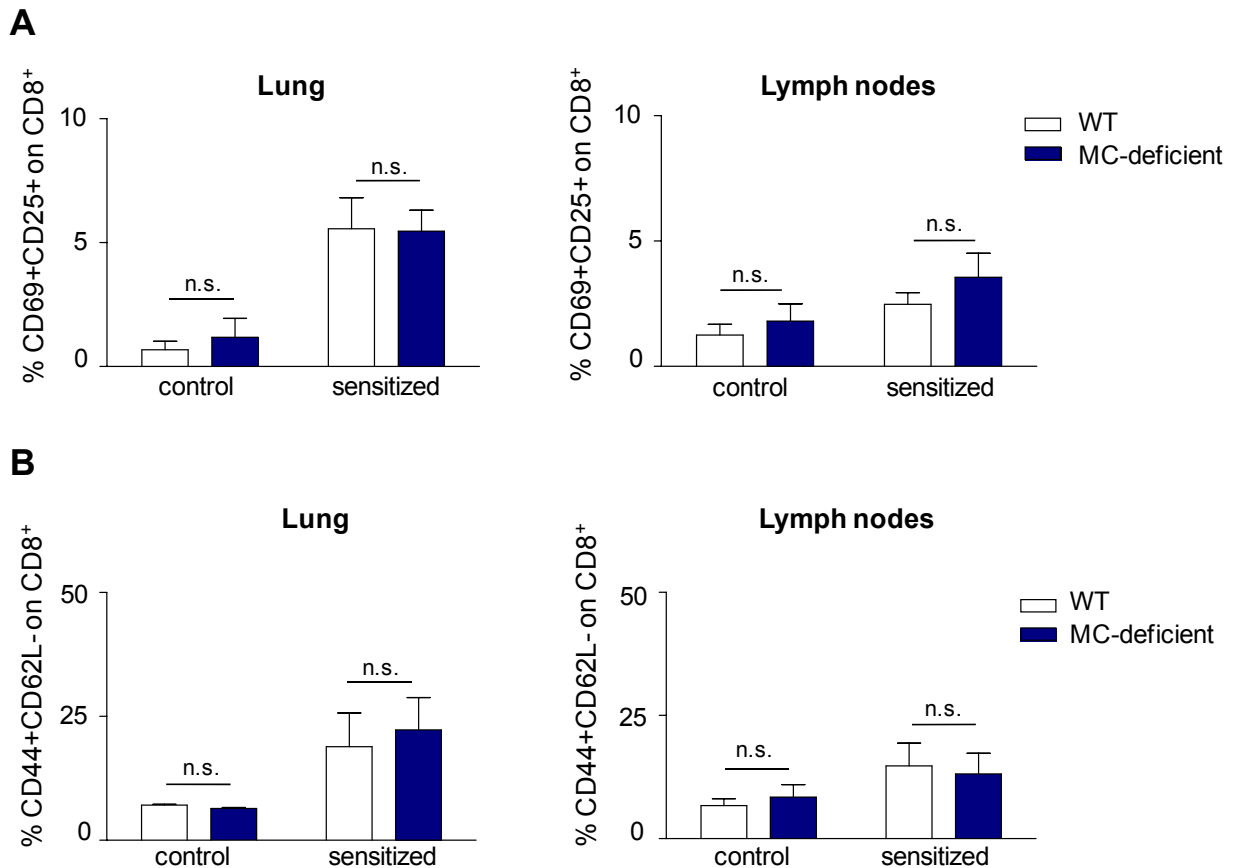 A
Lung
% CD69+CD25+ on CD8⁺
10
5
0
n.s.
n.s.
control
sensitized
Lymph nodes
% CD69+CD25+ on CD8⁺
10
5
0
n.s.
n.s.
control
sensitized
WT
MC-deficient
B
Lung
% CD44+CD62L- on CD8⁺
50
25
0
n.s.
n.s.
control
sensitized
Lymph nodes
% CD44+CD62L- on CD8⁺
50
25
0
n.s.
n.s.
control
sensitized
WT
MC-deficient